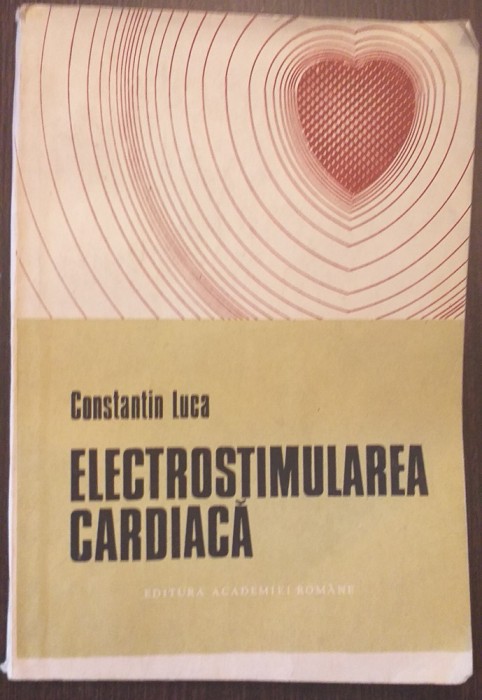 Constantin Luca
ELECTROSTIMULAREA
CARDIACĂ
EDITURA ACADEMIEI ROMÂNE